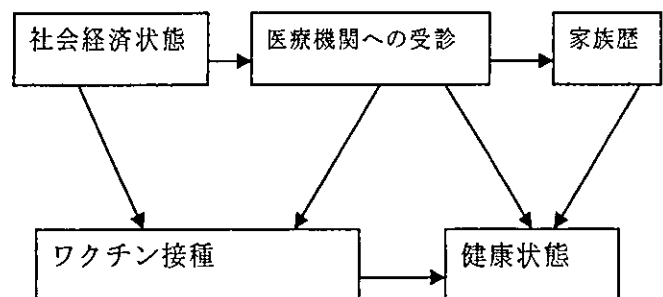 社会経済状態
医療機関への受診
家族歴
ワクチン接種
健康状態